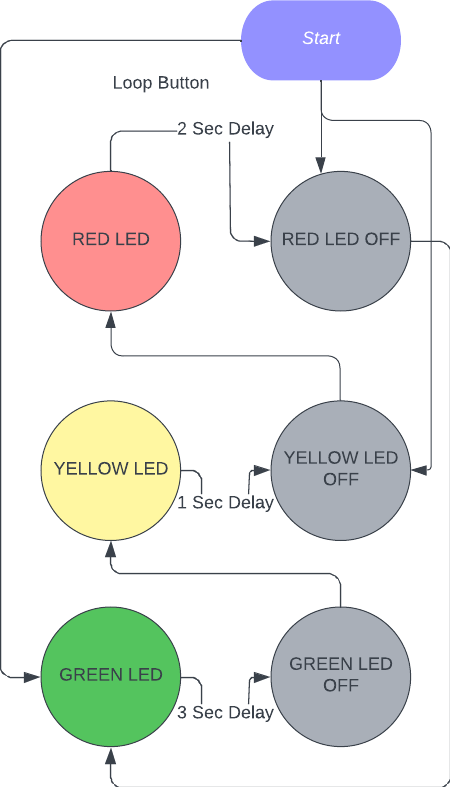 Start
Loop Button
2 Sec Delay
RED LED
RED LED OFF
YELLOW LED
YELLOW LED
OFF
1 Sec Delay
GREEN LED
GREEN LED
OFF
3 Sec Delay